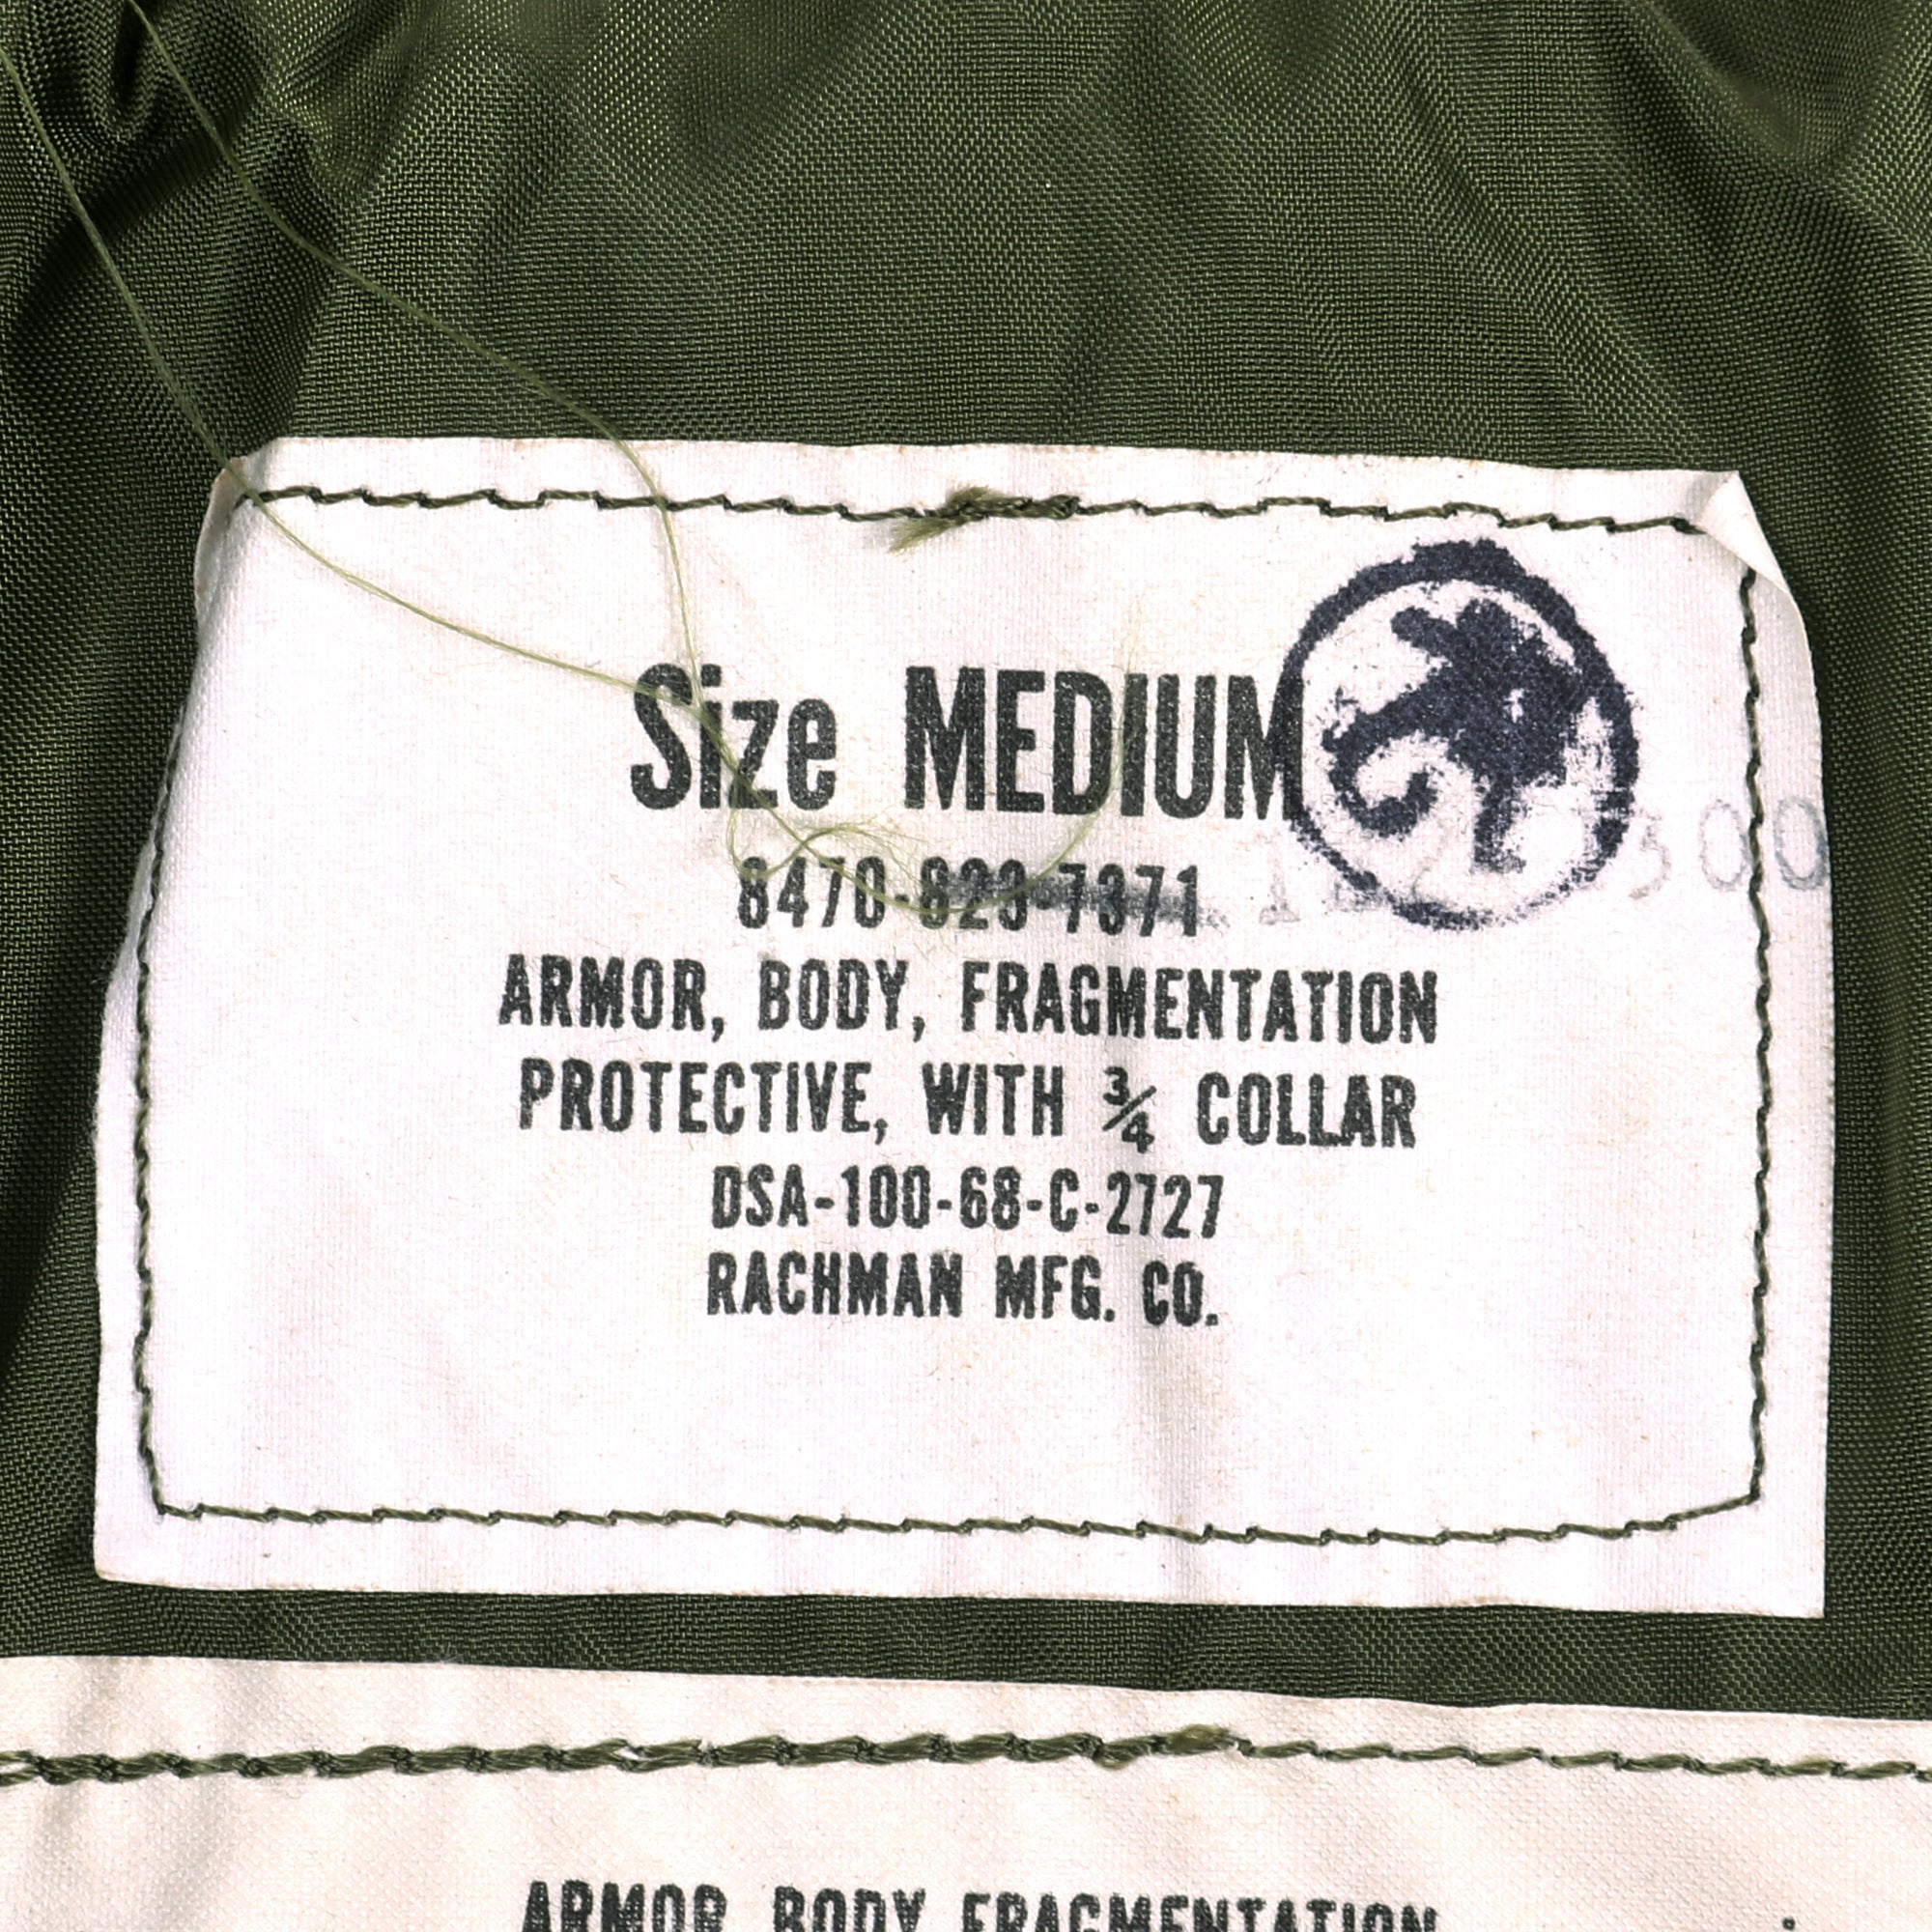 Size MEDIUM
8470-823-7371
ARMOR, BODY, FRAGMENTATION
PROTECTIVE, WITH ¾ COLLAR
DSA-100-68-C-2727
RACHMAN MFG. CO.
ARMOR BODY FRAGMENTATION